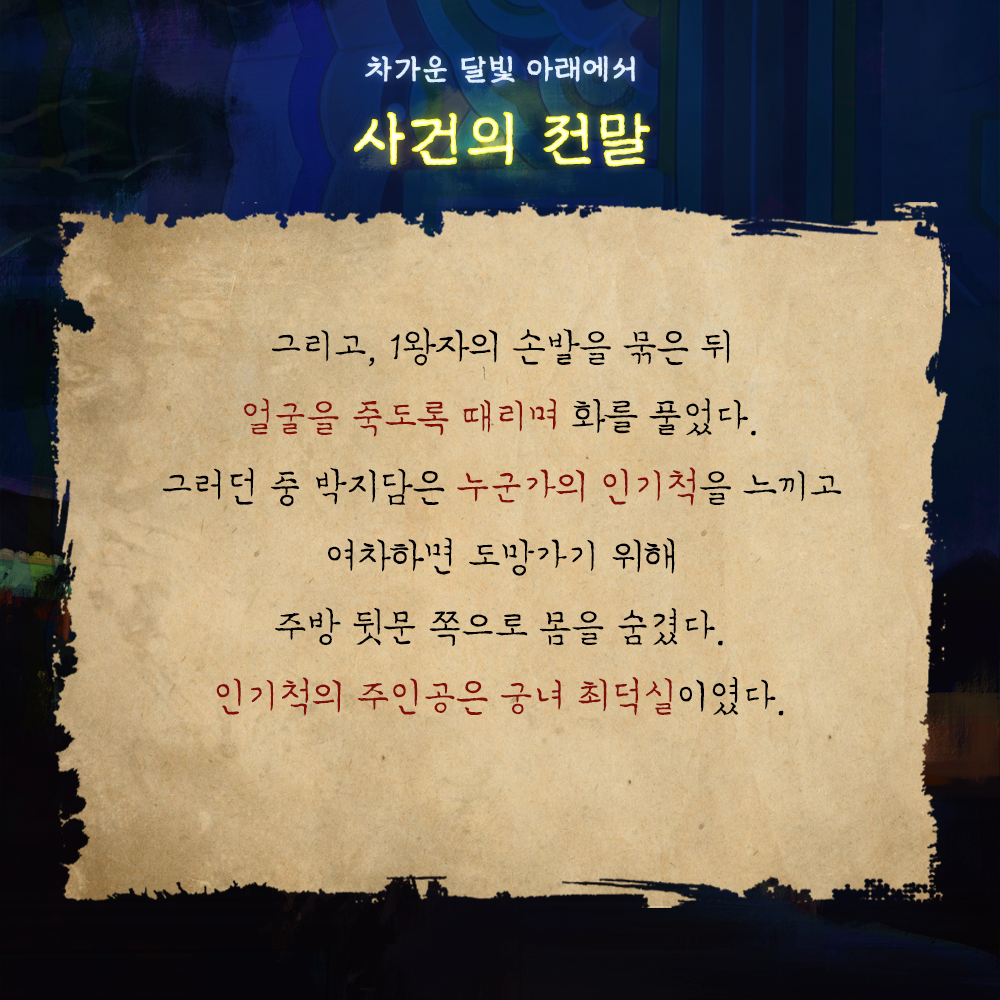 차가운 달빛 아래에서
사건의 전말
그리고, 1왕자의 손발을 묶은 뒤
얼굴을 죽도록 때리며 화를 풀었다.
그러던 중 박지담은 누군가의 인기척을 느끼고
여차하면 도망가기 위해
주방 뒷문 쪽으로 몸을 숨겼다.
인기척의 주인공은 궁녀 최덕실이였다.